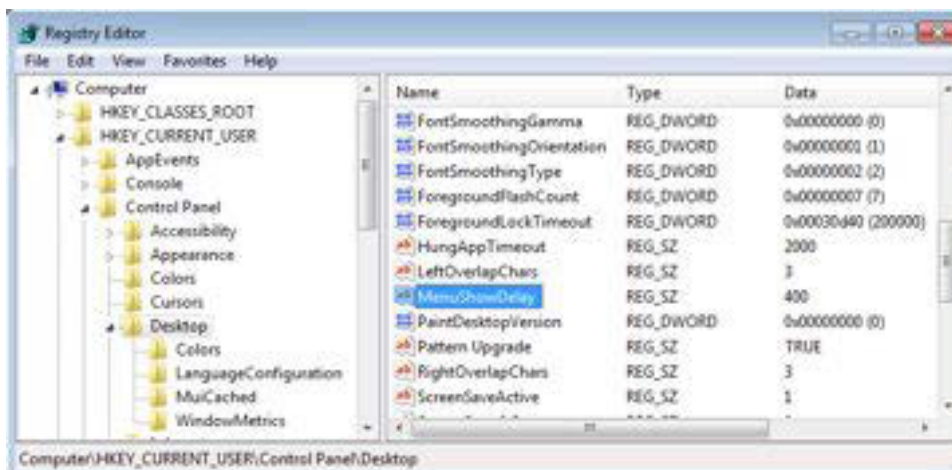 Registry Editor
File Edit View Favorites Help
Computer
HKEY_CLASSES_ROOT
HKEY_CURRENT_USER
AppEvents
Console
Control Panel
Accessibility
Appearance
Colors
Cursors
Desktop
Colors
LanguageConfiguration
MuiCached
WindowMetrics
Name Type Data
FontSmoothingGamma REG_DWORD 0x00000000 (0)
FontSmoothingOrientation REG_DWORD 0x00000001 (1)
FontSmoothingType REG_DWORD 0x00000002 (2)
ForegroundFlashCount REG_DWORD 0x00000007 (7)
ForegroundLockTimeout REG_DWORD 0x00030d40 (200000)
HungAppTimeout REG_SZ 2000
LeftOverlapChars REG_SZ 3
MenuShowDelay REG_SZ 400
PaintDesktopVersion REG_DWORD 0x00000000 (0)
Pattern Upgrade REG_SZ TRUE
RightOverlapChars REG_SZ 3
ScreenSaveActive REG_SZ 1
Computer\HKEY_CURRENT_USER\Control Panel\Desktop